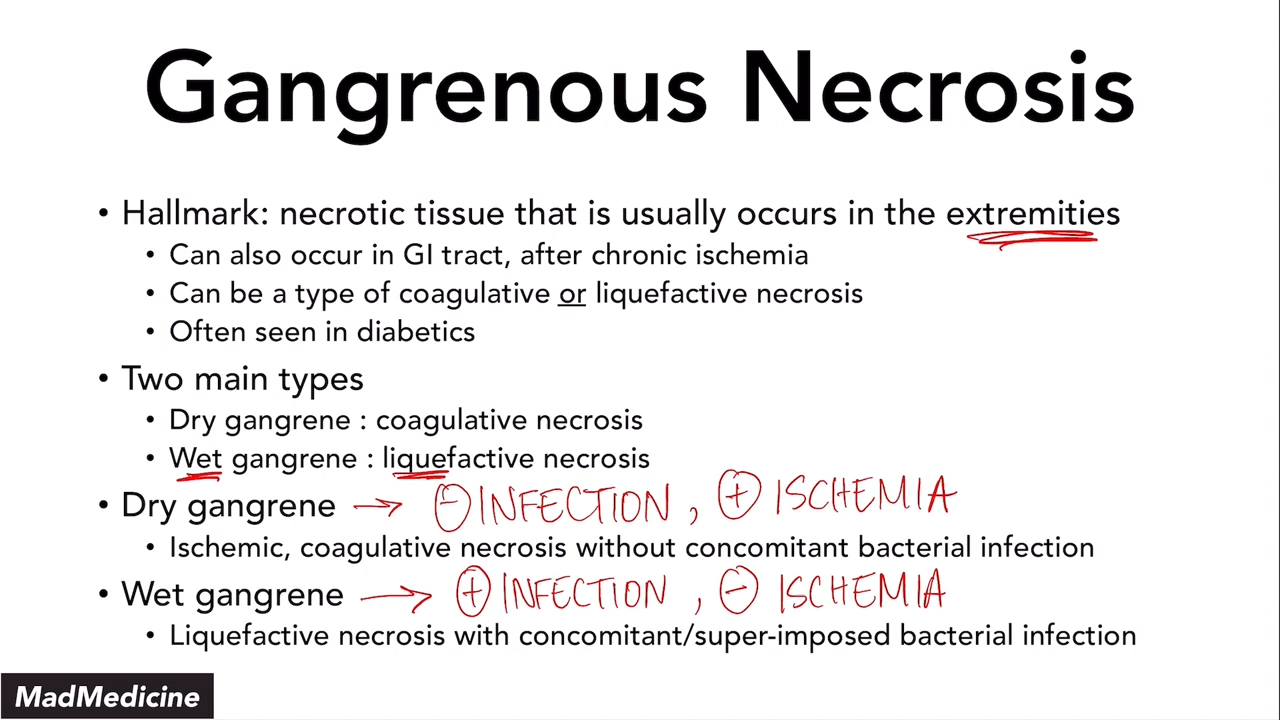 Gangrenous Necrosis
• Hallmark: necrotic tissue that is usually occurs in the extremities
• Can also occur in GI tract, after chronic ischemia
• Can be a type of coagulative or liquefactive necrosis
• Often seen in diabetics
• Two main types
• Dry gangrene : coagulative necrosis
• Wet gangrene : liquefactive necrosis
• Dry gangrene → ⊖ INFECTION, ⊕ ISCHEMIA
• Ischemic, coagulative necrosis without concomitant bacterial infection
• Wet gangrene → ⊕ INFECTION, ⊖ ISCHEMIA
• Liquefactive necrosis with concomitant/super-imposed bacterial infection
MadMedicine